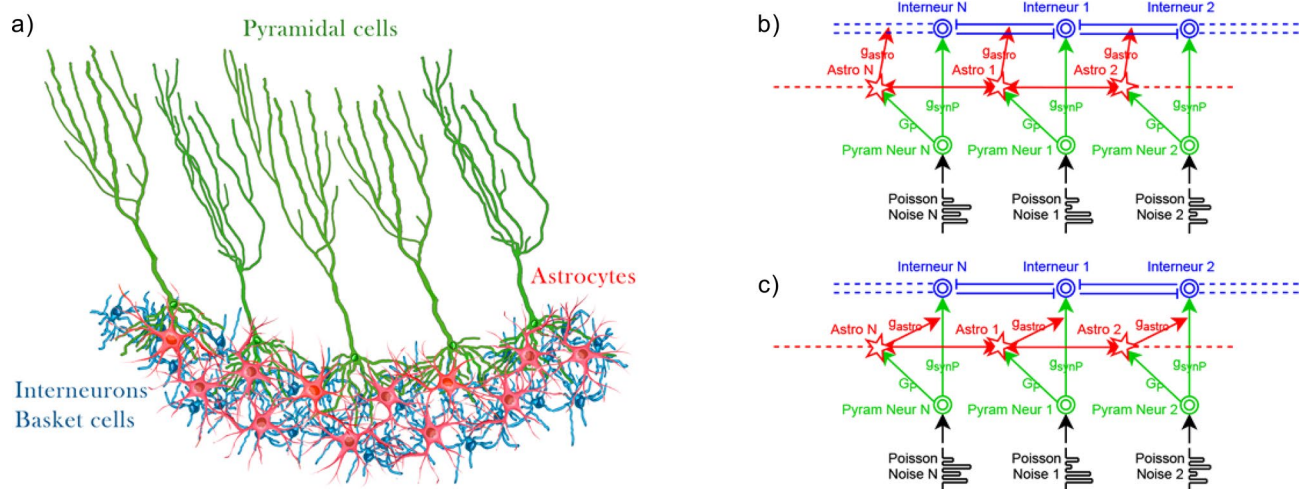 a)
Pyramidal cells
Astrocytes
Interneurons
Basket cells
b)
Interneur N Interneur 1 Interneur 2
gastro gastro gastro
Astro N Astro 1 Astro 2
gsynP gsynP gsynP
GP GP GP
Pyram Neur N Pyram Neur 1 Pyram Neur 2
Poisson Poisson Poisson
Noise N Noise 1 Noise 2
c)
Interneur N Interneur 1 Interneur 2
Astro N gastro Astro 1 gastro Astro 2 gastro
gsynP gsynP gsynP
GP GP GP
Pyram Neur N Pyram Neur 1 Pyram Neur 2
Poisson Poisson Poisson
Noise N Noise 1 Noise 2